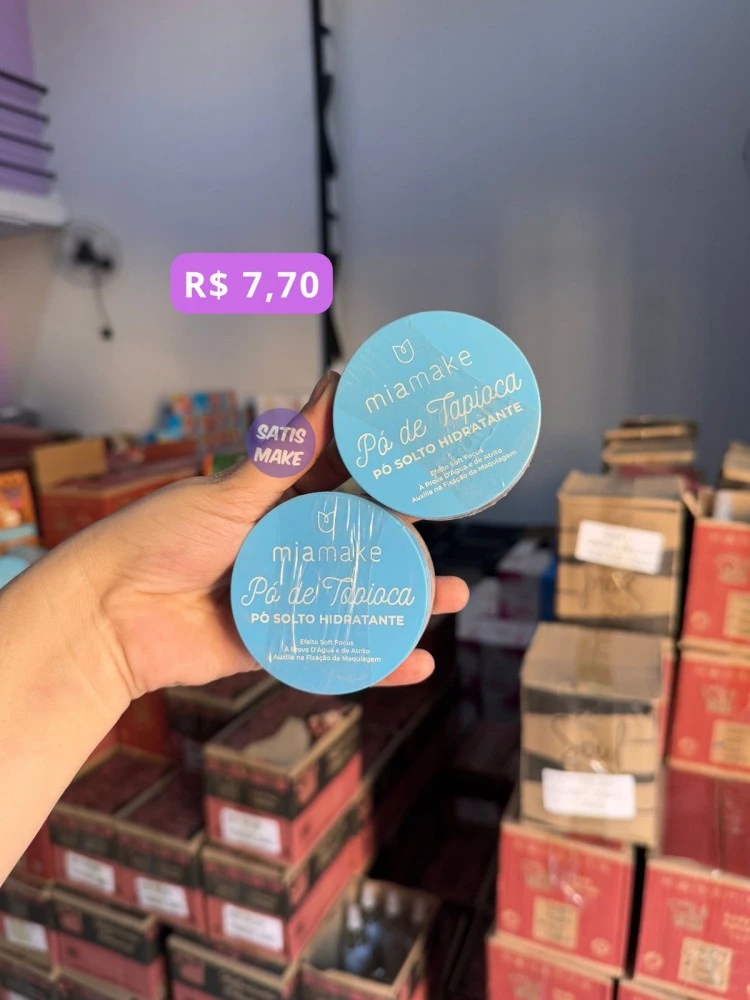 R$ 7,70
miamake
Pó de Tapioca
PÓ SOLTO HIDRATANTE
Efeito Soft Focus
À Prova D'Água e de Atrito
Auxilia na Fixação da Maquiagem
SATIS
MAKE
miamake
Pó de Tapioca
PÓ SOLTO HIDRATANTE
Efeito Soft Focus
À Prova D'Água e de Atrito
Auxilia na Fixação da Maquiagem